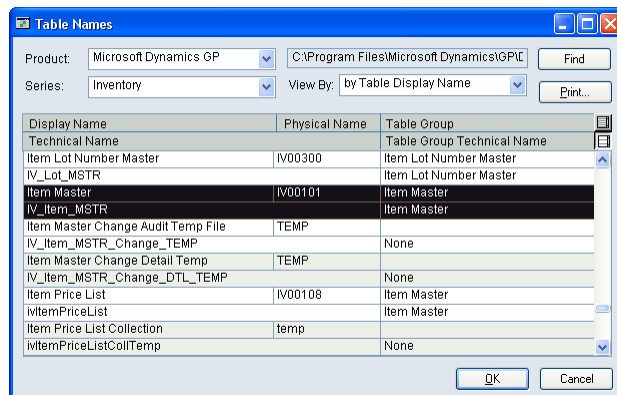 Table Names
Product: Microsoft Dynamics GP C:\Program Files\Microsoft Dynamics\GP\D Find
Series: Inventory View By: by Table Display Name Print...
Display Name Physical Name Table Group
Technical Name Table Group Technical Name
Item Lot Number Master IV00300 Item Lot Number Master
IV_Lot_MSTR Item Lot Number Master
Item Master IV00101 Item Master
IV_Item_MSTR Item Master
Item Master Change Audit Temp File TEMP
IV_Item_MSTR_Change_TEMP None
Item Master Change Detail Temp TEMP
IV_Item_MSTR_Change_DTL_TEMP None
Item Price List IV00108 Item Master
ivItemPriceList Item Master
Item Price List Collection temp
ivItemPriceListCollTemp None
OK Cancel